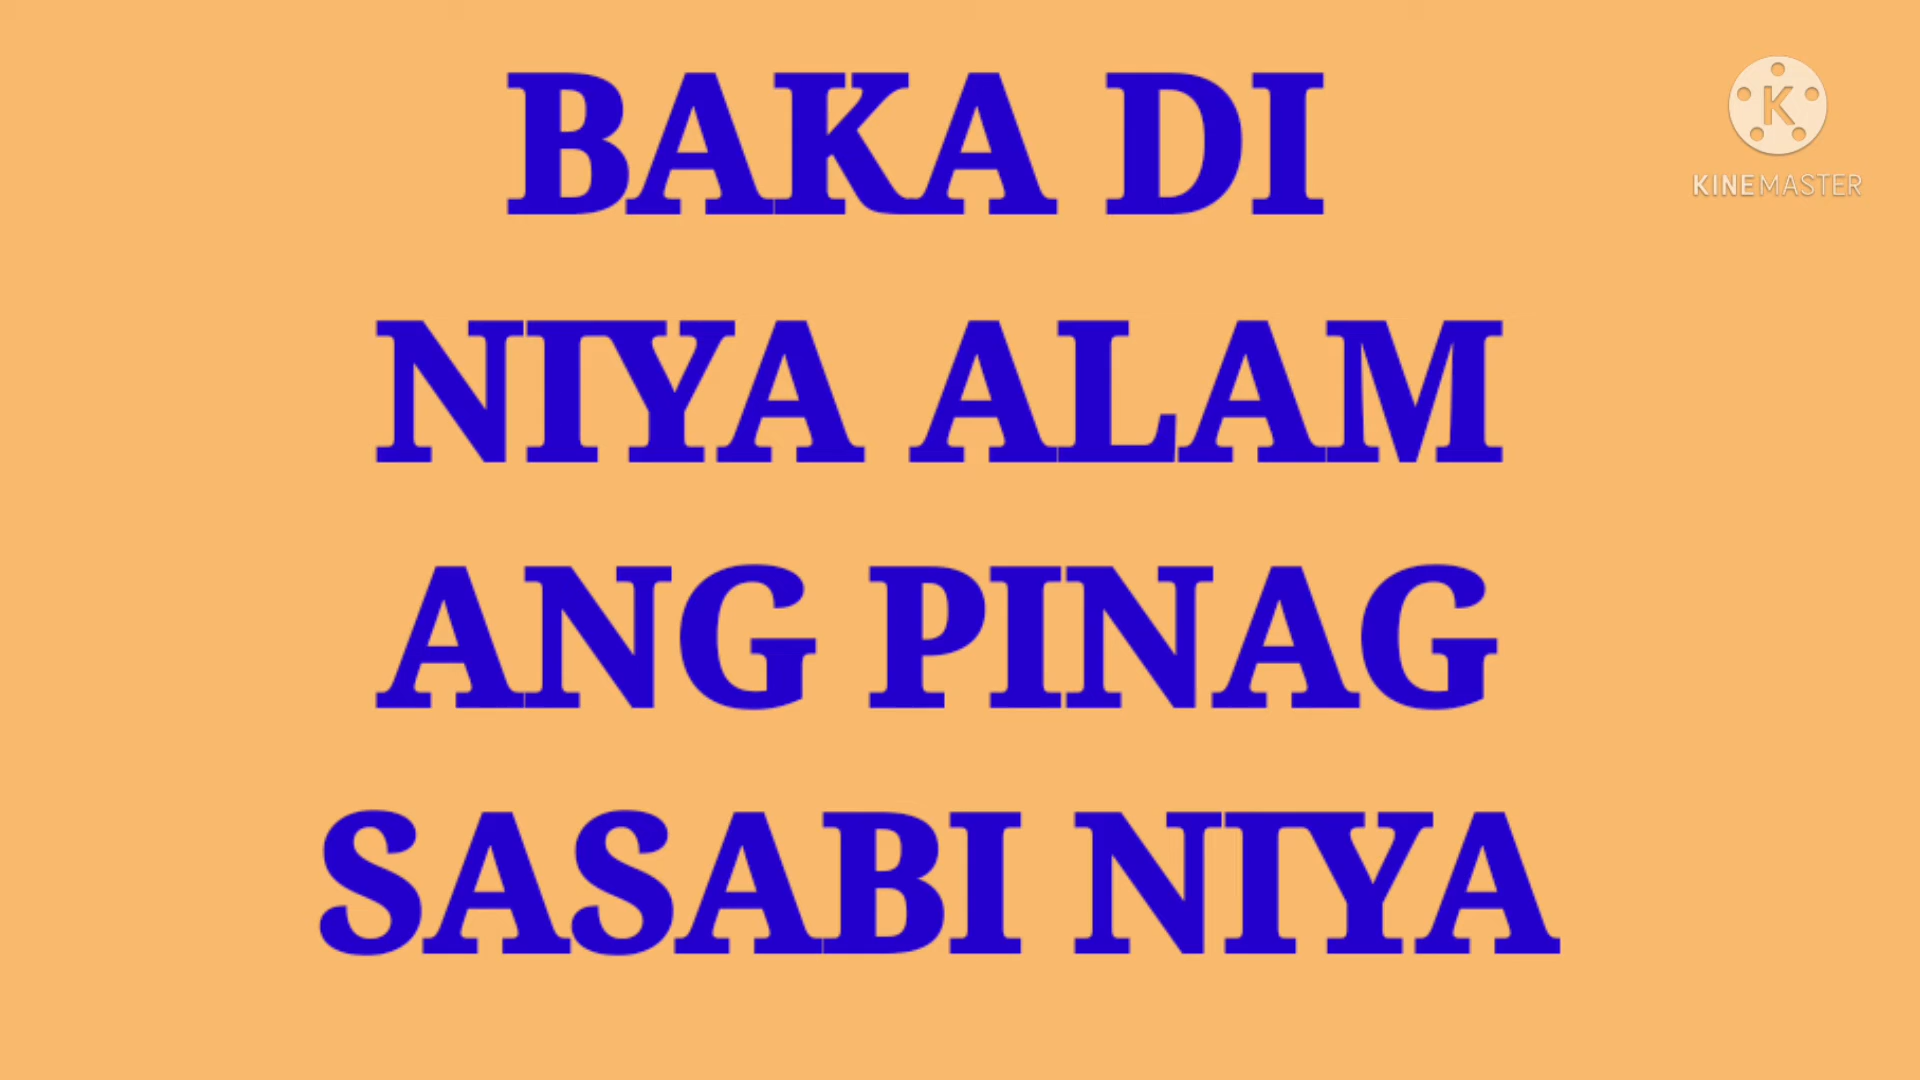 BAKA DI
NIYA ALAM
ANG PINAG
SASABI NIYA
K
KINEMASTER